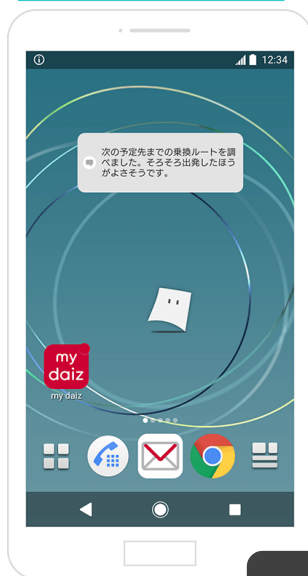 12:34
次の予定先までの乗換ルートを調
べました。そろそろ出発したほう
がよさそうです。
my
daiz
my daiz